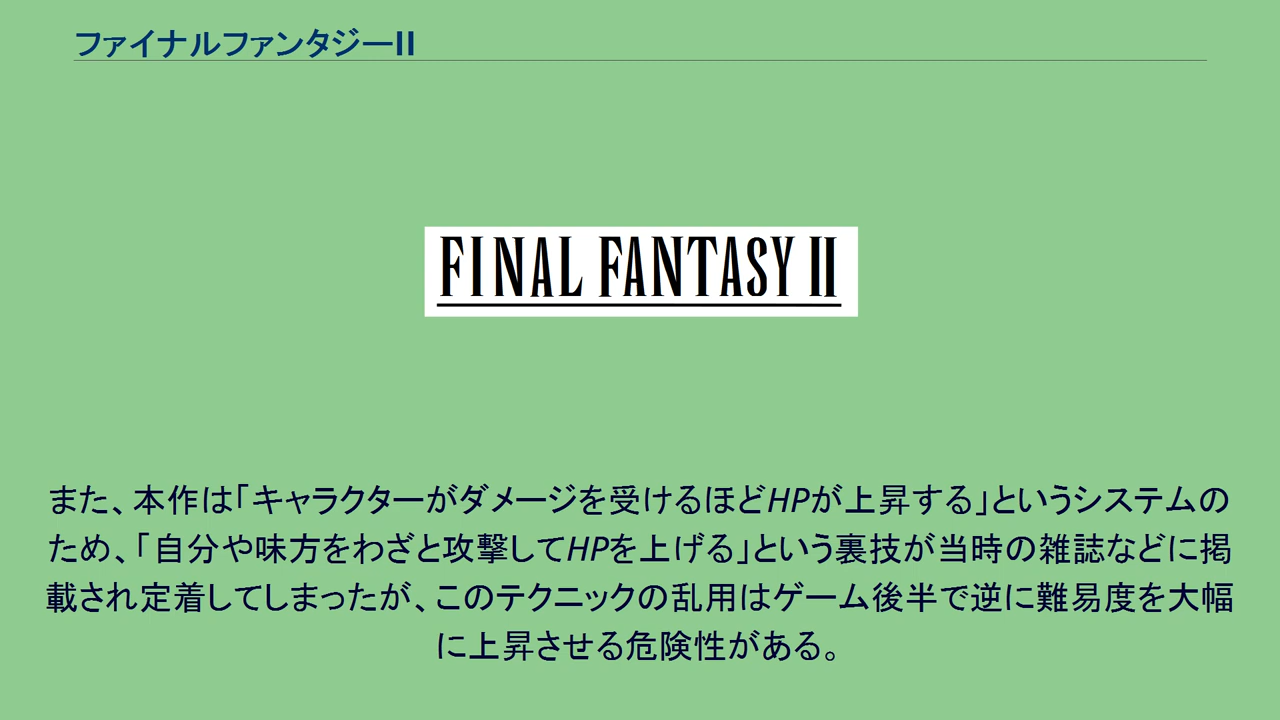 ファイナルファンタジーII
FINAL FANTASY II
また、本作は「キャラクターがダメージを受けるほどHPが上昇する」というシステムの
ため、「自分や味方をわざと攻撃してHPを上げる」という裏技が当時の雑誌などに掲
載され定着してしまったが、このテクニックの乱用はゲーム後半で逆に難易度を大幅
に上昇させる危険性がある。